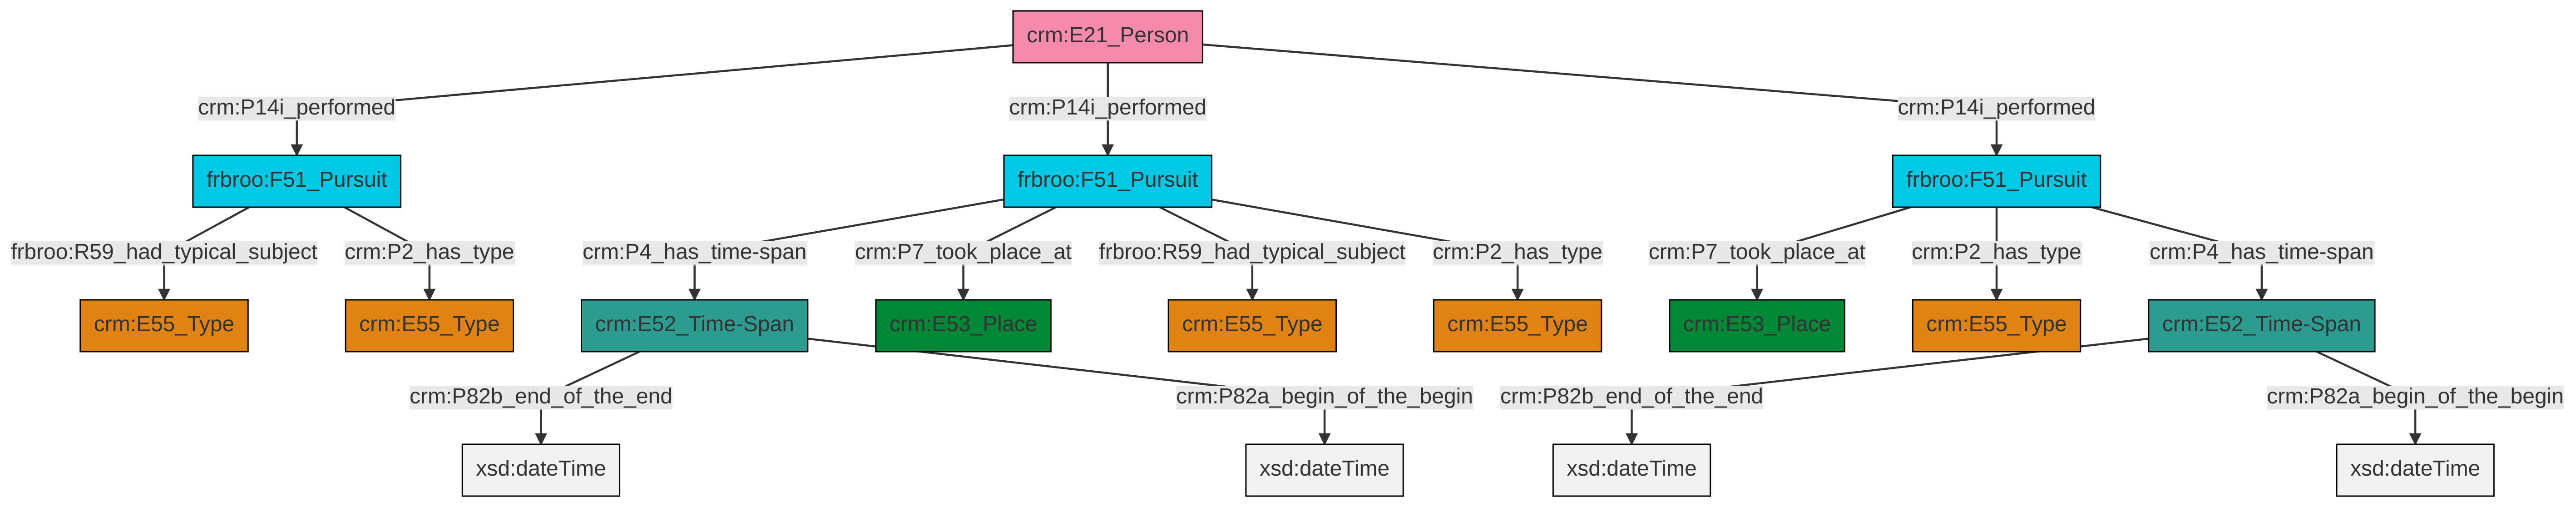 crm:E21_Person
crm:P14i_performed
crm:P14i_performed
crm:P14i_performed
frbroo:F51_Pursuit
frbroo:F51_Pursuit
frbroo:F51_Pursuit
frbroo:R59_had_typical_subject
crm:P2_has_type
crm:P4_has_time-span
crm:P7_took_place_at
frbroo:R59_had_typical_subject
crm:P2_has_type
crm:P7_took_place_at
crm:P2_has_type
crm:P4_has_time-span
crm:E55_Type
crm:E55_Type
crm:E52_Time-Span
crm:E53_Place
crm:E55_Type
crm:E55_Type
crm:E53_Place
crm:E55_Type
crm:E52_Time-Span
crm:P82b_end_of_the_end
crm:P82a_begin_of_the_begin
crm:P82b_end_of_the_end
crm:P82a_begin_of_the_begin
xsd:dateTime
xsd:dateTime
xsd:dateTime
xsd:dateTime